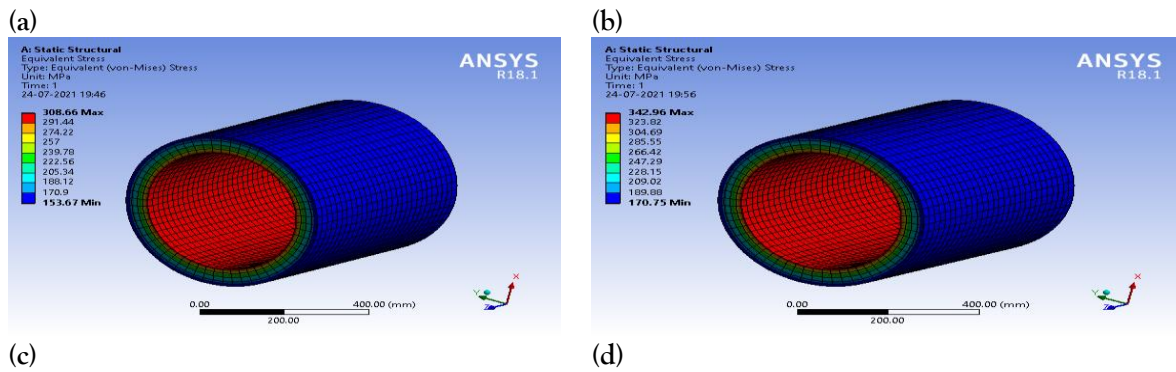 (a)
A: Static Structural
Equivalent Stress
Type: Equivalent (von-Mises) Stress
Unit: MPa
Time: 1
24-07-2021 19:46
308.66 Max
291.44
274.22
257
239.78
222.56
205.34
188.12
170.9
153.67 Min
ANSYS
R18.1
0.00
400.00 (mm)
200.00
X
Y
Z
(b)
A: Static Structural
Equivalent Stress
Type: Equivalent (von-Mises) Stress
Unit: MPa
Time: 1
24-07-2021 19:56
342.96 Max
323.82
304.69
285.55
266.42
247.29
228.15
209.02
189.88
170.75 Min
ANSYS
R18.1
0.00
400.00 (mm)
200.00
X
Y
Z
(c)
(d)